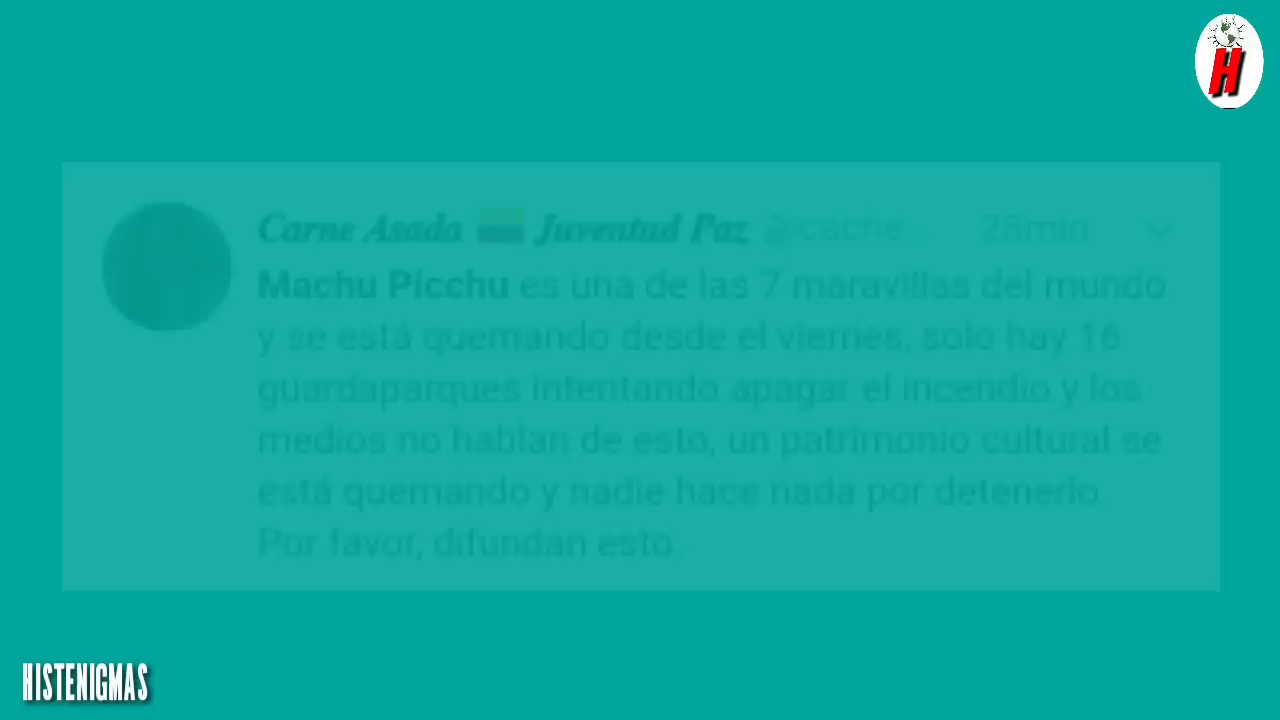 H
Carne Asada Juventud Paz @cache... 28min
Machu Picchu es una de las 7 maravillas del mundo
y se está quemando desde el viernes, solo hay 16
guardaparques intentando apagar el incendio y los
medios no hablan de esto, un patrimonio cultural se
está quemando y nadie hace nada por detenerlo.
Por favor, difundan esto.
HISTENIGMAS